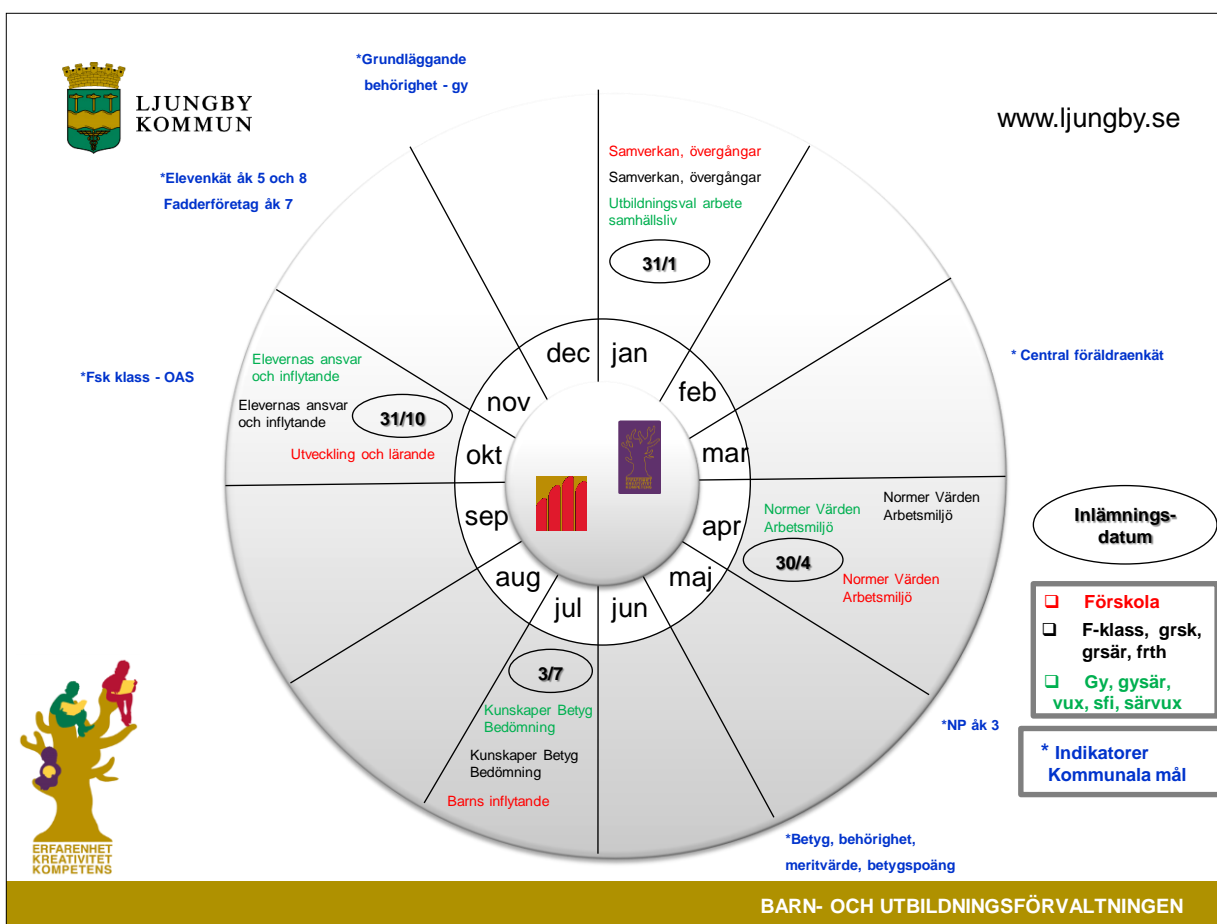 LJUNGBY
KOMMUN
www.ljungby.se
*Grundläggande
behörighet - gy
*Elevenkät åk 5 och 8
Fadderföretag åk 7
*Fsk klass - OAS
Samverkan, övergångar
Samverkan, övergångar
Utbildningsval arbete
samhällsliv
31/1
* Central föräldraenkät
Elevernas ansvar
och inflytande
Elevernas ansvar
och inflytande
31/10
Utveckling och lärande
dec
jan
nov
feb
okt
mar
sep
apr
aug
maj
jul
jun
ERFARENHET
KREATIVITET
KOMPETENS
Normer Värden
Arbetsmiljö
Normer Värden
Arbetsmiljö
30/4
Normer Värden
Arbetsmiljö
3/7
Kunskaper Betyg
Bedömning
Kunskaper Betyg
Bedömning
Barns inflytande
Inlämnings-
datum
Förskola
F-klass, grsk,
grsär, frth
Gy, gysär,
vux, sfi, särvux
*NP åk 3
* Indikatorer
Kommunala mål
*Betyg, behörighet,
meritvärde, betygspoäng
ERFARENHET
KREATIVITET
KOMPETENS
BARN- OCH UTBILDNINGSFÖRVALTNINGEN